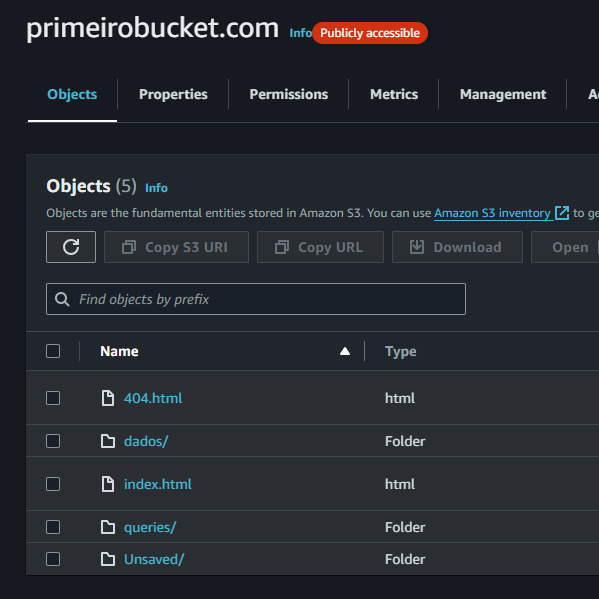 primeirobucket.com Info Publicly accessible
Objects Properties Permissions Metrics Management
Objects (5) Info
Objects are the fundamental entities stored in Amazon S3. You can use Amazon S3 inventory to
Copy S3 URI Copy URL Download Open
Find objects by prefix
Name Type
404.html html
dados/ Folder
index.html html
queries/ Folder
Unsaved/ Folder